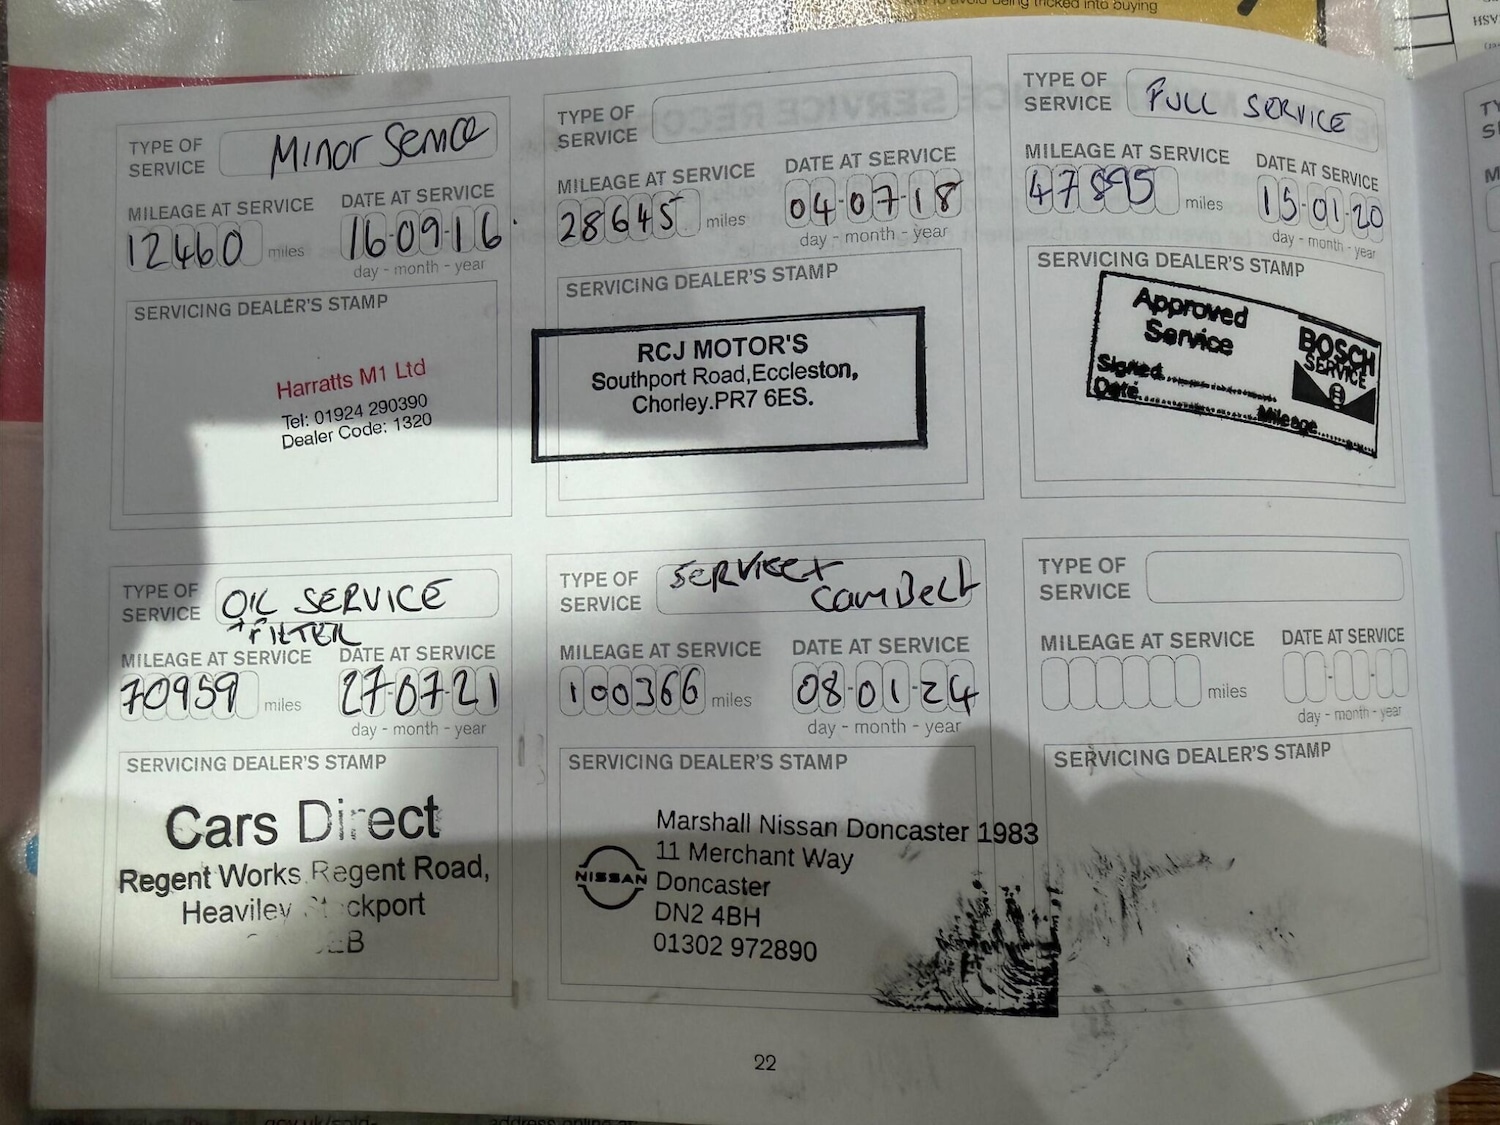 to avoid being tricked into buying
TYPE OF
SERVICE
Minor Service
MILEAGE AT SERVICE
DATE AT SERVICE
12460 miles
16-09-16
day - month - year
SERVICING DEALER'S STAMP
Harratts M1 Ltd
Tel: 01924 290390
Dealer Code: 1320
TYPE OF
SERVICE
MILEAGE AT SERVICE
DATE AT SERVICE
28645 miles
04-07-18
day - month - year
SERVICING DEALER'S STAMP
RCJ MOTOR'S
Southport Road,Eccleston,
Chorley.PR7 6ES.
TYPE OF
SERVICE
FULL SERVICE
MILEAGE AT SERVICE
DATE AT SERVICE
47895 miles
15-01-20
day - month - year
SERVICING DEALER'S STAMP
Approved
Service
BOSCH
SERVICE
Signed
Date
Mileage
TYPE OF
SERVICE
OIL SERVICE
+FILTER
MILEAGE AT SERVICE
DATE AT SERVICE
70959 miles
27-07-21
day - month - year
SERVICING DEALER'S STAMP
Cars Direct
Regent Works Regent Road,
Heaviley Stockport
TYPE OF
SERVICE
Service+
CamBelt
MILEAGE AT SERVICE
DATE AT SERVICE
100366 miles
08-01-24
day - month - year
SERVICING DEALER'S STAMP
NISSAN
Marshall Nissan Doncaster 1983
11 Merchant Way
Doncaster
DN2 4BH
01302 972890
TYPE OF
SERVICE
MILEAGE AT SERVICE
DATE AT SERVICE
miles
day - month - year
SERVICING DEALER'S STAMP
22